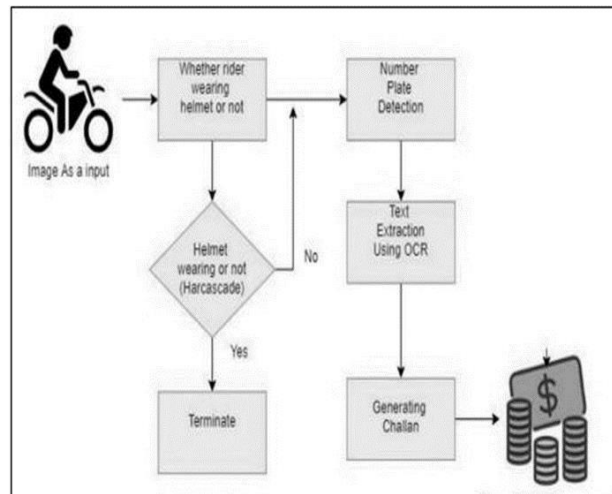 Image As a input
Whether rider
wearing
helmet or not
Helmet
wearing or not
(Harcascade)
No
Yes
Terminate
Number
Plate
Detection
Text
Extraction
Using OCR
Generating
Challan
$